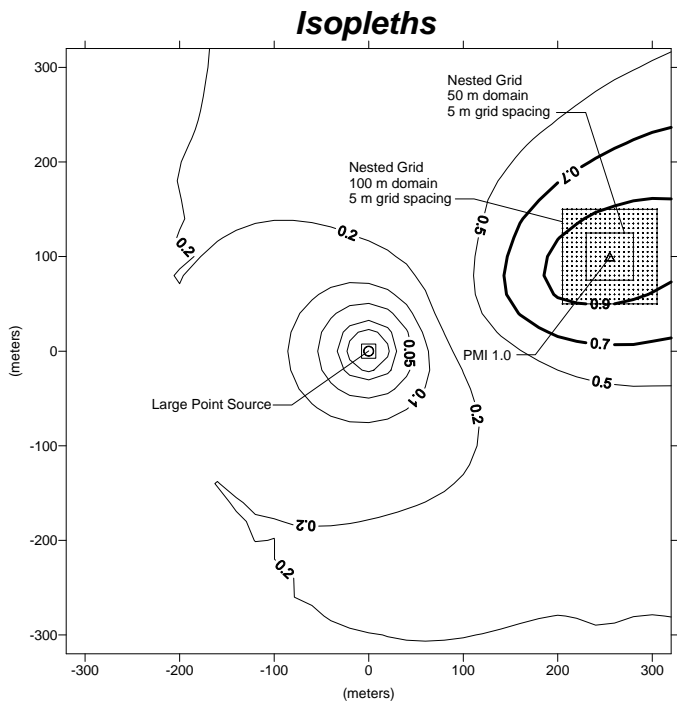 Isopleths
300
200
100
0
-100
-200
-300
(meters)
Nested Grid
50 m domain
5 m grid spacing
Nested Grid
100 m domain
5 m grid spacing
0.7
0.5
0.2
0.2
0.9
0.7
PMI 1.0
0.5
0.05
0.1
Large Point Source
0.2
0.2
0.2
-300
-200
-100
0
100
200
300
(meters)